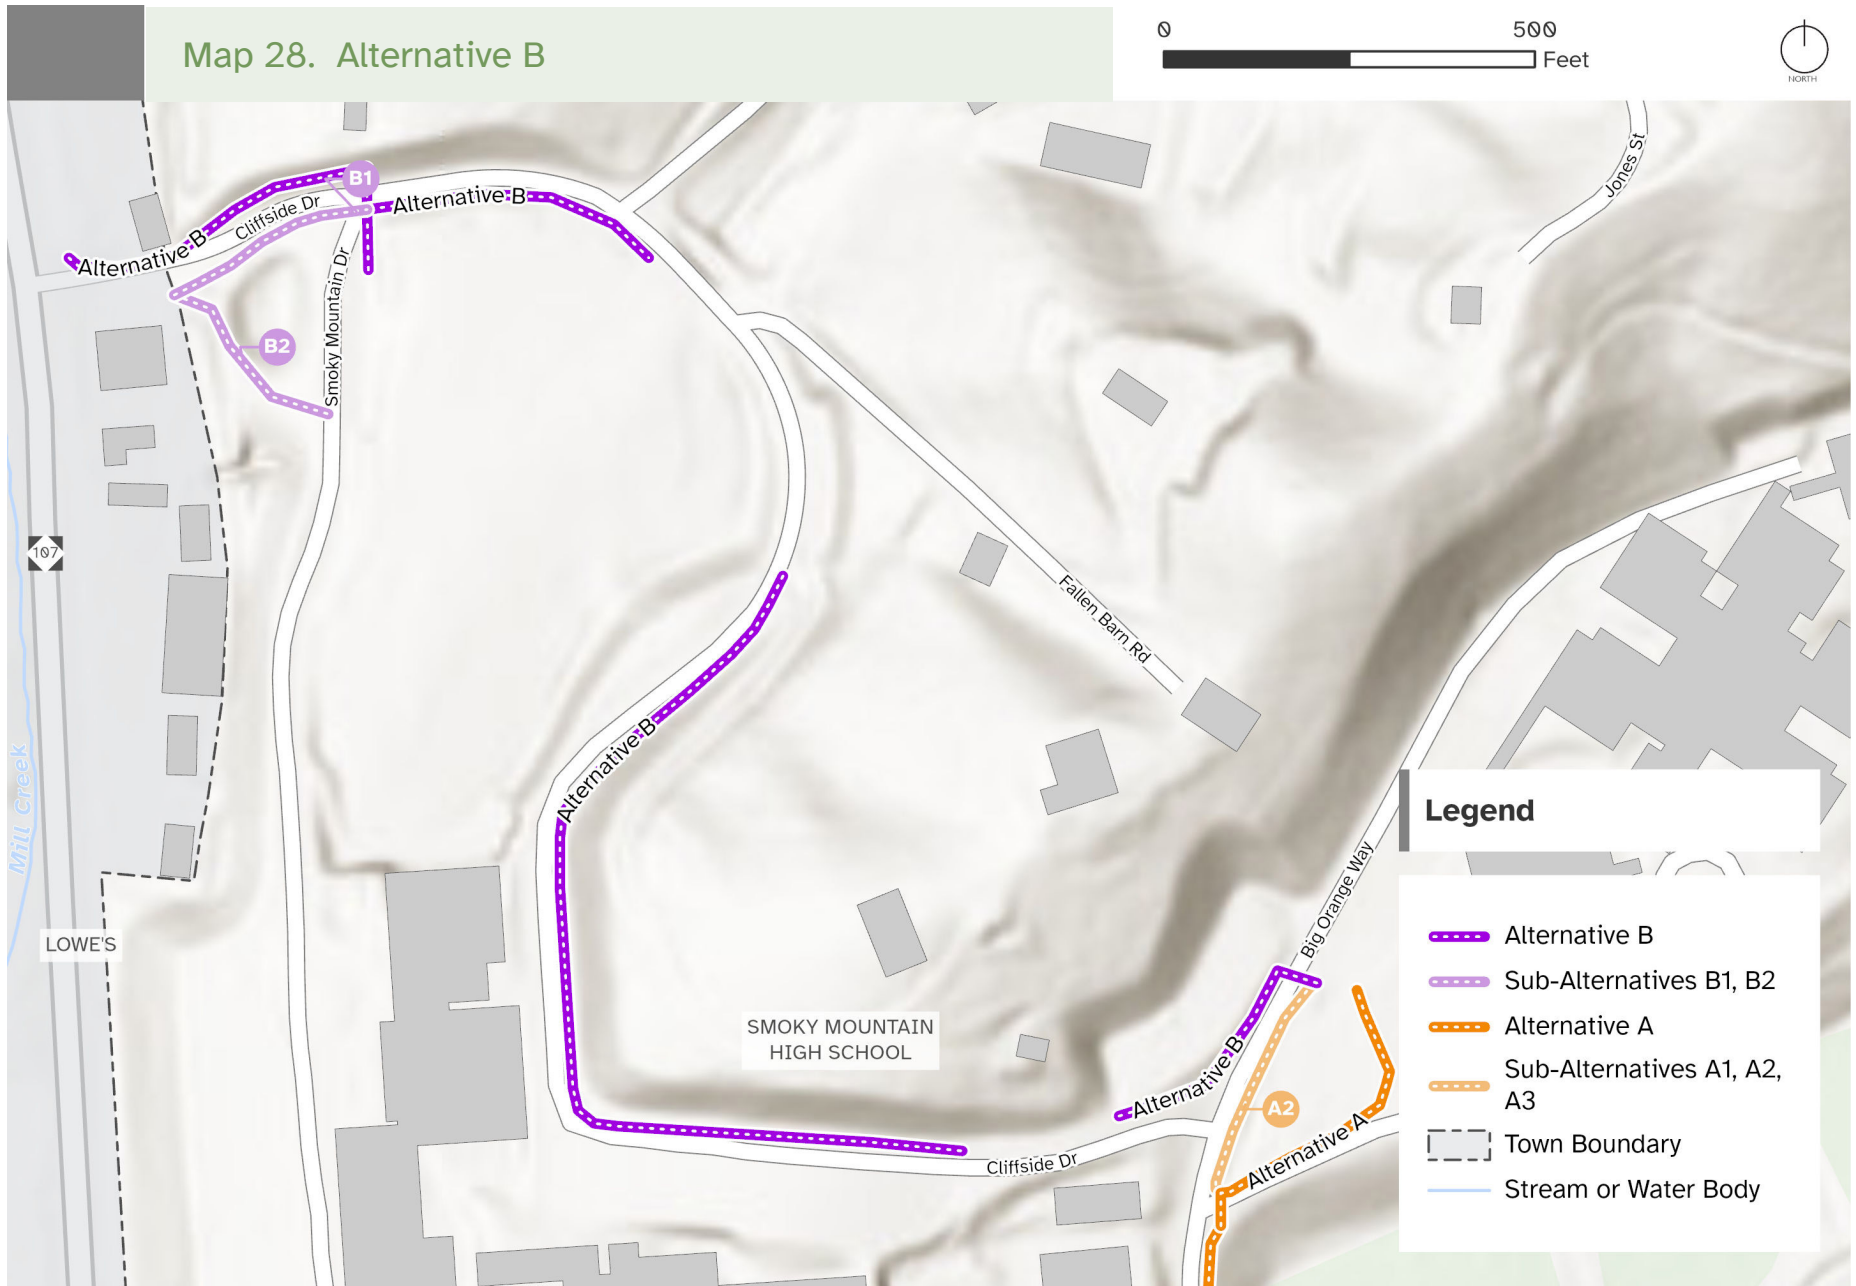 Map 28. Alternative B
0 500
Feet
NORTH
Jones St
B1
Alternative B
Cliffside Dr
Alternative B
Smoky Mountain Dr
B2
107
Fallen Barn Rd
Alternative B
Mill Creek
LOWE'S
Big Orange Way
SMOKY MOUNTAIN
HIGH SCHOOL
Alternative B
A2
Alternative A
Cliffside Dr
Legend
Alternative B
Sub-Alternatives B1, B2
Alternative A
Sub-Alternatives A1, A2,
A3
Town Boundary
Stream or Water Body